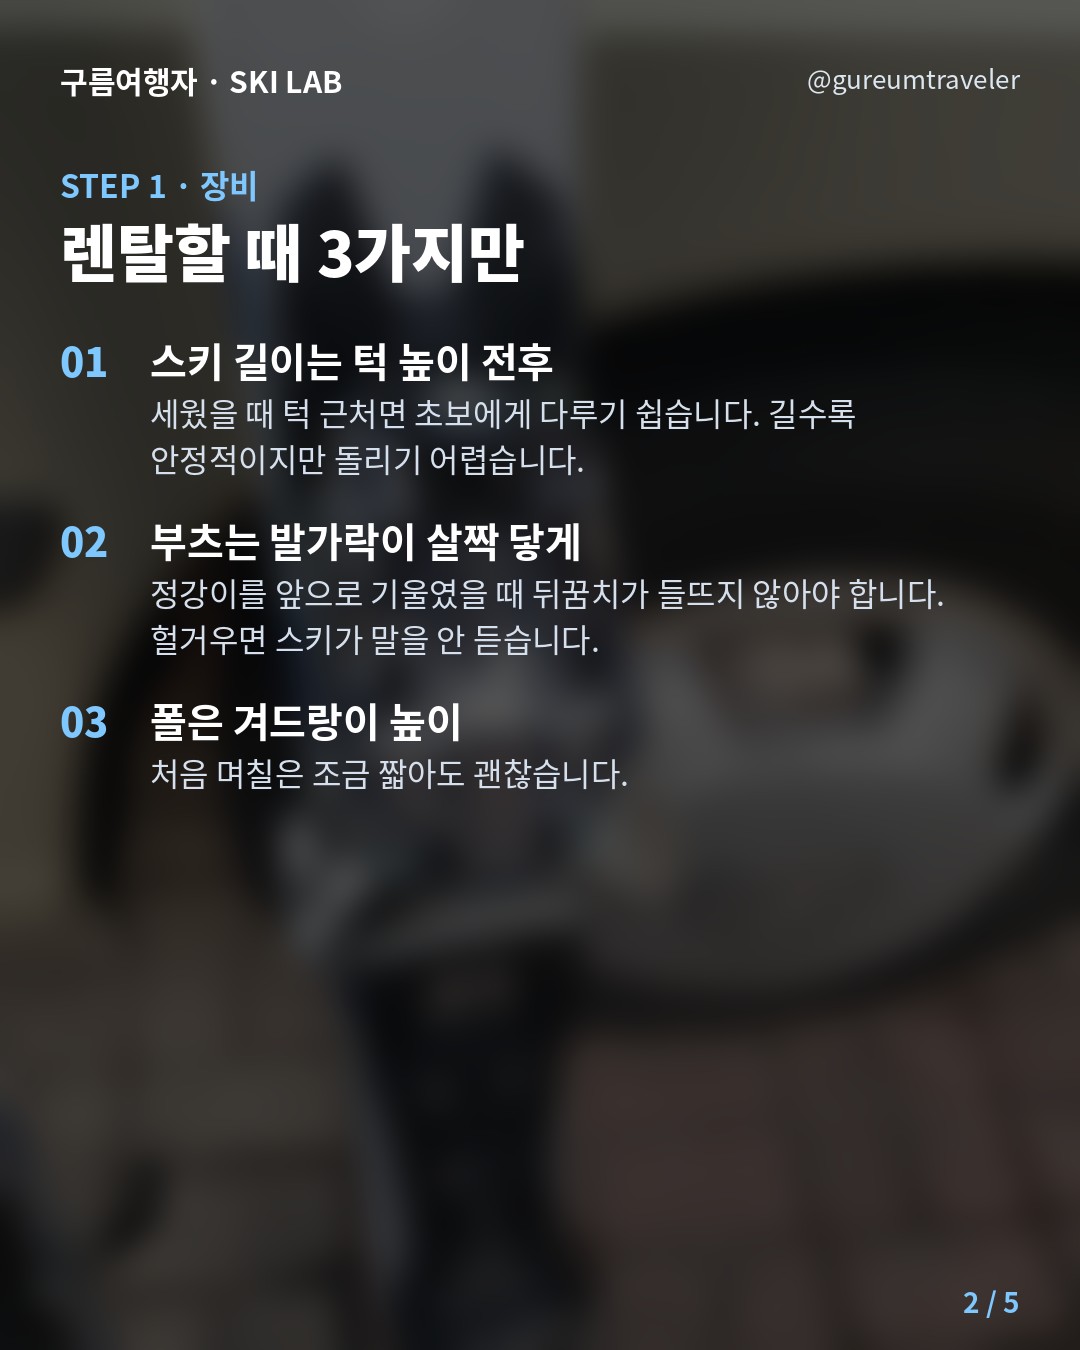 구름여행자 · SKI LAB
@gureumtraveler
STEP 1 · 장비
렌탈할 때 3가지만
01 스키 길이는 턱 높이 전후
세웠을 때 턱 근처면 초보에게 다루기 쉽습니다. 길수록
안정적이지만 돌리기 어렵습니다.
02 부츠는 발가락이 살짝 닿게
정강이를 앞으로 기울였을 때 뒤꿈치가 들뜨지 않아야 합니다.
헐거우면 스키가 말을 안 듣습니다.
03 폴은 겨드랑이 높이
처음 며칠은 조금 짧아도 괜찮습니다.
2 / 5